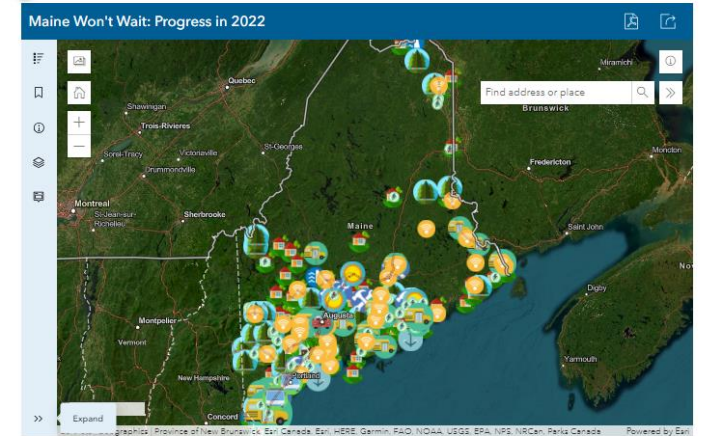 Maine Won't Wait: Progress in 2022
Miramichi
Quebec
Find address or place
Shawinigan
Brunswick
Trois-Rivieres
Sorel-Tracy
Victoriaville
St-Georges
Moncton
Drummondville
Fredericton
Montreal
St-Jean-sur-
Richelieu
Sherbrooke
Maine
Saint John
Digby
Augusta
Montpelier
Vermont
Yarmouth
New Hampshire
Portland
Concord
Expand
Province of New Brunswick, Esri Canada, Esri, HERE, Garmin, FAO, NOAA, USGS, EPA, NPS, NRCan, Parks Canada
Powered by Esri